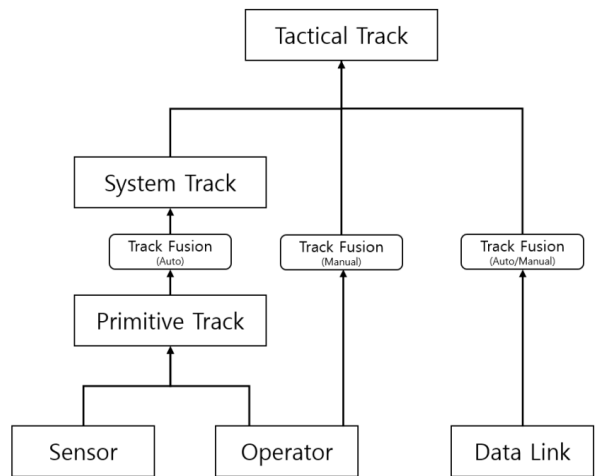 Tactical Track
System Track
Track Fusion
(Auto)
Track Fusion
(Manual)
Track Fusion
(Auto/Manual)
Primitive Track
Sensor
Operator
Data Link